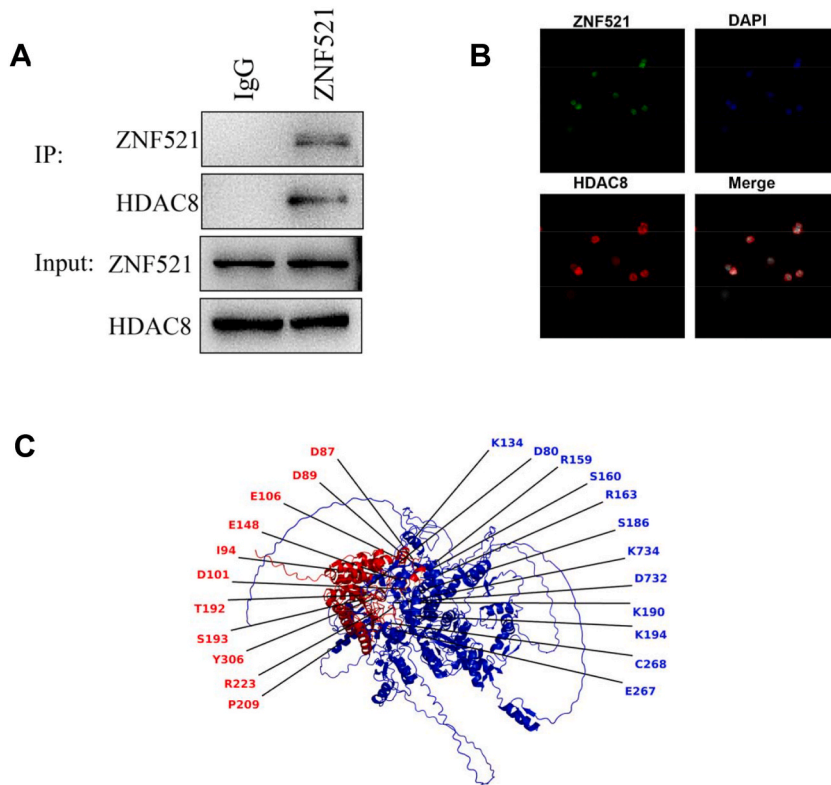 A
IgG
ZNF521
IP:
ZNF521
HDAC8
Input:
ZNF521
HDAC8
B
ZNF521
DAPI
HDAC8
Merge
C
D87
D89
E106
E148
I94
D101
T192
S193
Y306
R223
P209
K134
D80
R159
S160
R163
S186
K734
D732
K190
K194
C268
E267